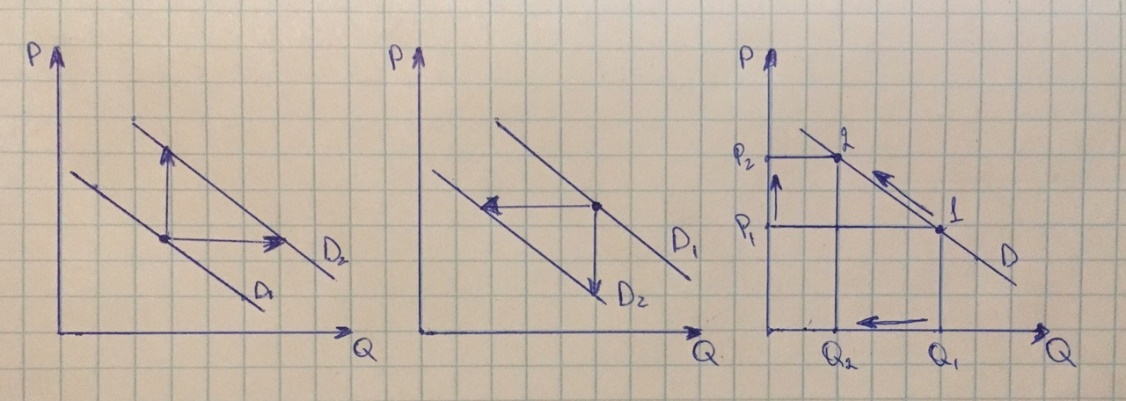 P
D₁
D₂
Q
P
D₁
D₂
Q
P
P₂
P₁
2
1
D
Q₂
Q₁
Q